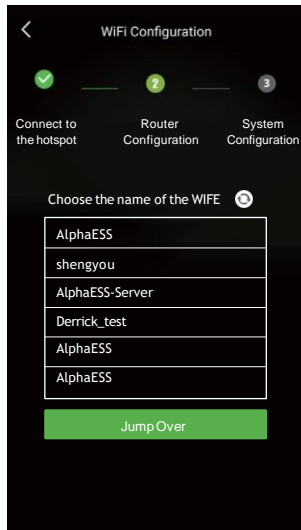 WiFi Configuration
2
3
Connect to
the hotspot
Router
Configuration
System
Configuration
Choose the name of the WIFE
AlphaESS
shengyou
AlphaESS-Server
Derrick_test
AlphaESS
AlphaESS
Jump Over